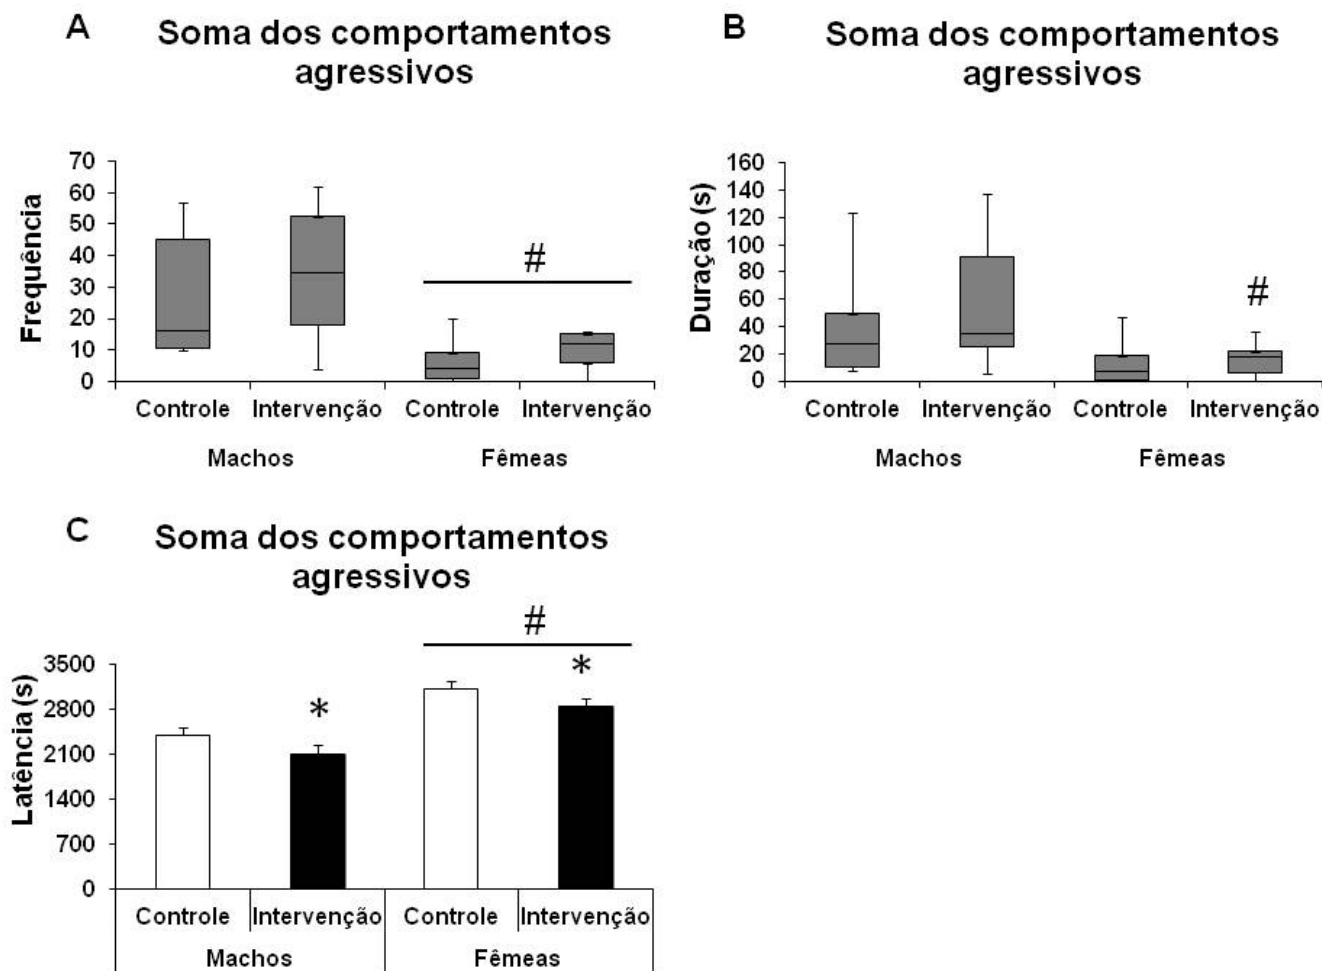 A
Soma dos comportamentos
agressivos
Frequência
70
60
50
40
30
20
10
0
#
Controle
Intervenção
Controle
Intervenção
Machos
Fêmeas
B
Soma dos comportamentos
agressivos
Duração (s)
160
140
120
100
80
60
40
20
0
#
Controle
Intervenção
Controle
Intervenção
Machos
Fêmeas
C
Soma dos comportamentos
agressivos
Latência (s)
3500
2800
2100
1400
700
0
#
*
*
Controle
Intervenção
Controle
Intervenção
Machos
Fêmeas